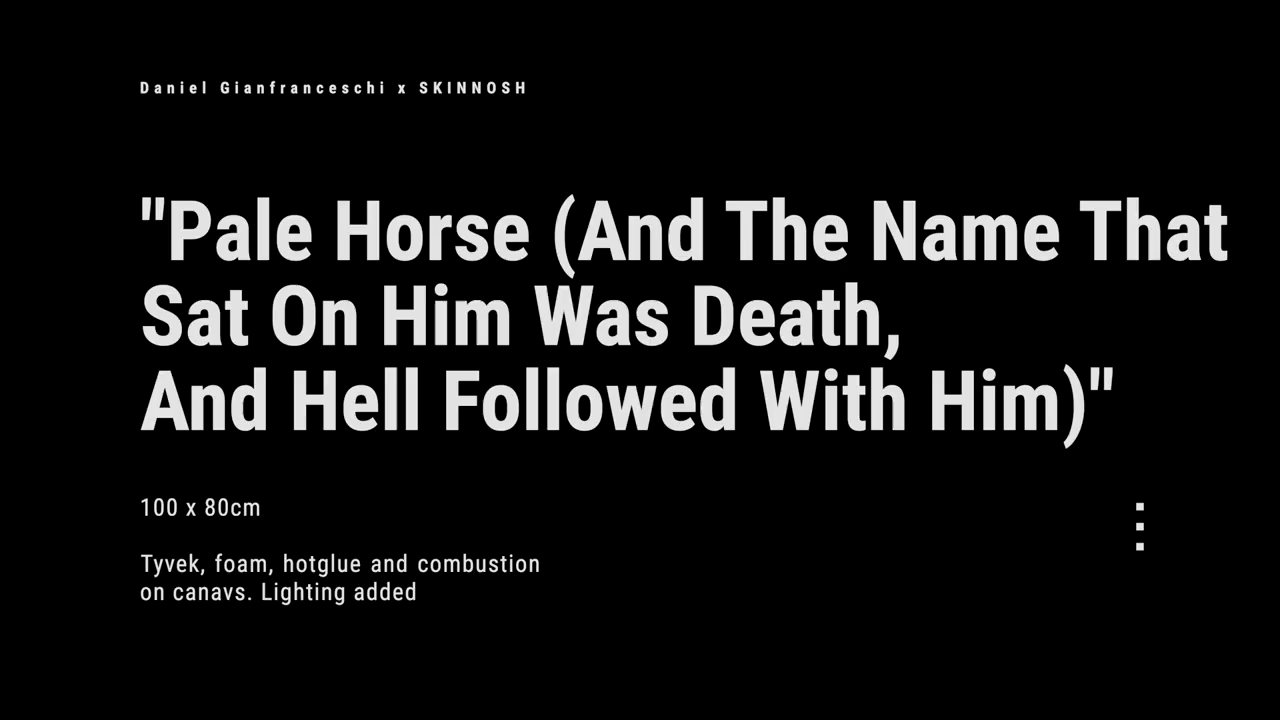 Daniel Gianfranceschi x SKINNOSH
"Pale Horse (And The Name That
Sat On Him Was Death,
And Hell Followed With Him)"
100 x 80cm
Tyvek, foam, hotglue and combustion
on canavs. Lighting added